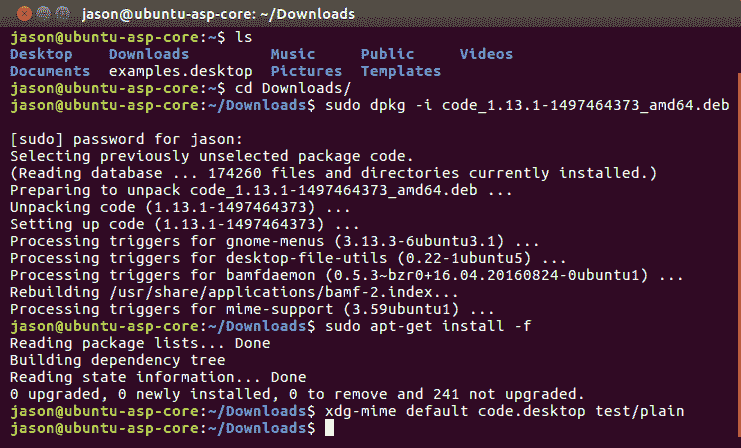 jason@ubuntu-asp-core: ~/Downloads
jason@ubuntu-asp-core:~$ ls
Desktop Downloads Music Public Videos
Documents examples.desktop Pictures Templates
jason@ubuntu-asp-core:~$ cd Downloads/
jason@ubuntu-asp-core:~/Downloads$ sudo dpkg -i code_1.13.1-1497464373_amd64.deb
[sudo] password for jason:
Selecting previously unselected package code.
(Reading database ... 174260 files and directories currently installed.)
Preparing to unpack code_1.13.1-1497464373_amd64.deb ...
Unpacking code (1.13.1-1497464373) ...
Setting up code (1.13.1-1497464373) ...
Processing triggers for gnome-menus (3.13.3-6ubuntu3.1) ...
Processing triggers for desktop-file-utils (0.22-1ubuntu5) ...
Processing triggers for bamfdaemon (0.5.3~bzr0+16.04.20160824-0ubuntu1) ...
Rebuilding /usr/share/applications/bamf-2.index...
Processing triggers for mime-support (3.59ubuntu1) ...
jason@ubuntu-asp-core:~/Downloads$ sudo apt-get install -f
Reading package lists... Done
Building dependency tree
Reading state information... Done
0 upgraded, 0 newly installed, 0 to remove and 241 not upgraded.
jason@ubuntu-asp-core:~/Downloads$ xdg-mime default code.desktop test/plain
jason@ubuntu-asp-core:~/Downloads$